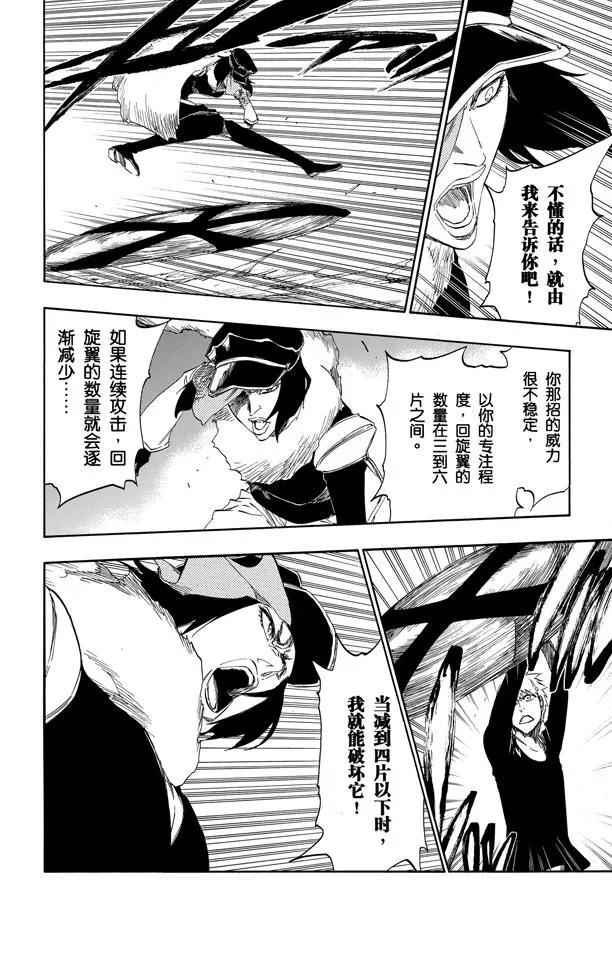 不懂的话，就由
我来告诉你吧！
你那招的威力
很不稳定，
以你的专注程
度，回旋翼的
数量在三到六
片之间。
如果连续攻击，回
旋翼的数量就会逐
渐减少……
当减到四片以下时，
我就能破坏它！